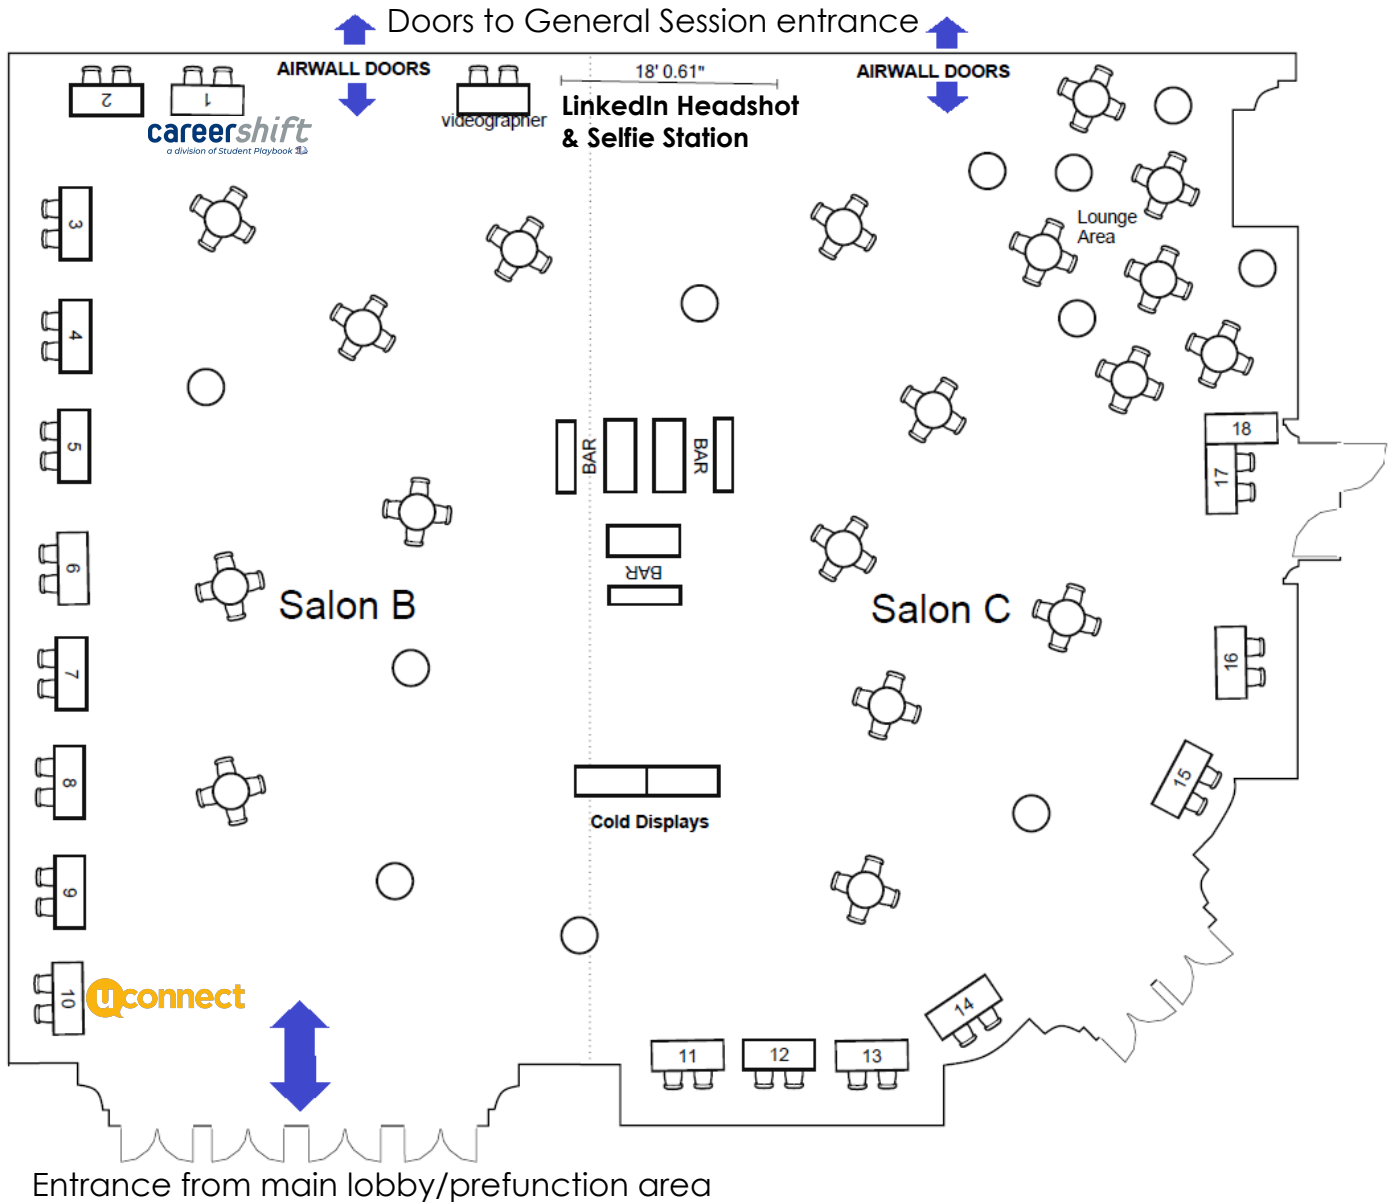 Doors to General Session entrance
AIRWALL DOORS
18' 0.61"
AIRWALL DOORS
2
1
videographer
LinkedIn Headshot
& Selfie Station
careershift
a division of Student Playbook
3
Lounge
Area
4
5
BAR
BAR
18
17
6
BAR
Salon B
Salon C
7
16
8
15
Cold Displays
9
10
uconnect
14
11
12
13
Entrance from main lobby/prefunction area